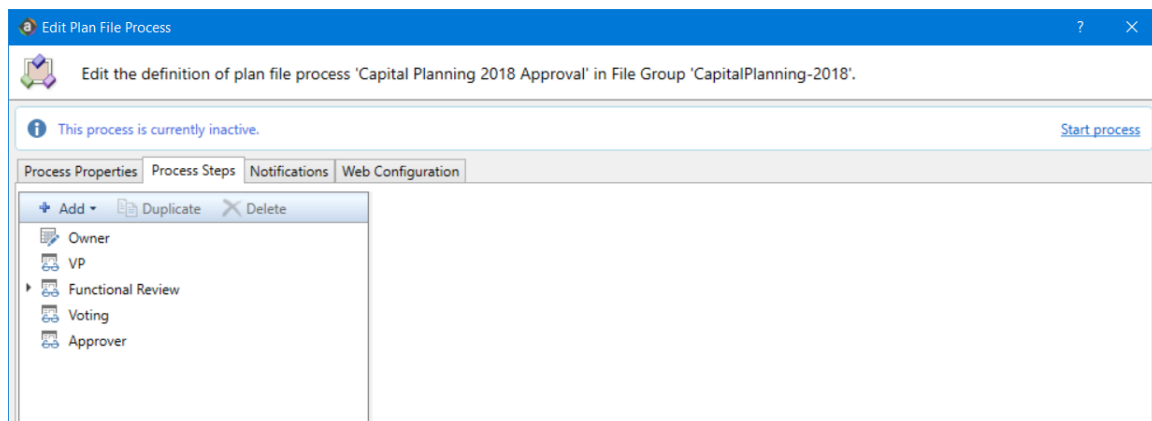 Edit Plan File Process ?
Edit the definition of plan file process 'Capital Planning 2018 Approval' in File Group 'CapitalPlanning-2018'.
This process is currently inactive. Start process
Process Properties Process Steps Notifications Web Configuration
Add Duplicate Delete
Owner
VP
Functional Review
Voting
Approver